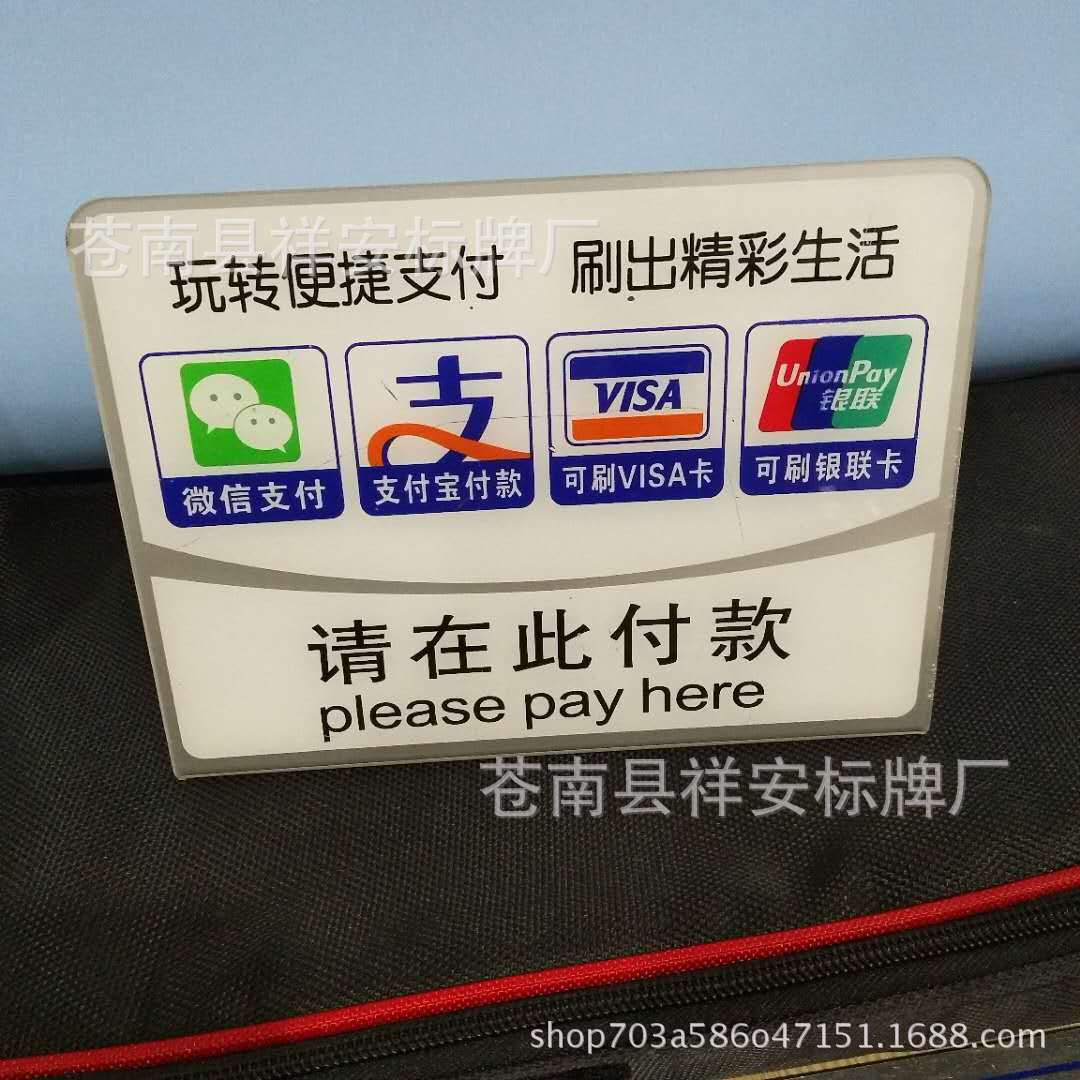 苍南县祥安标牌厂
玩转便捷支付 刷出精彩生活
支 VISA UnionPay
银联
微信支付 支付宝付款 可刷VISA卡 可刷银联卡
请在此付款
please pay here
苍南县祥安标牌厂
shop703a586o47151.1688.com